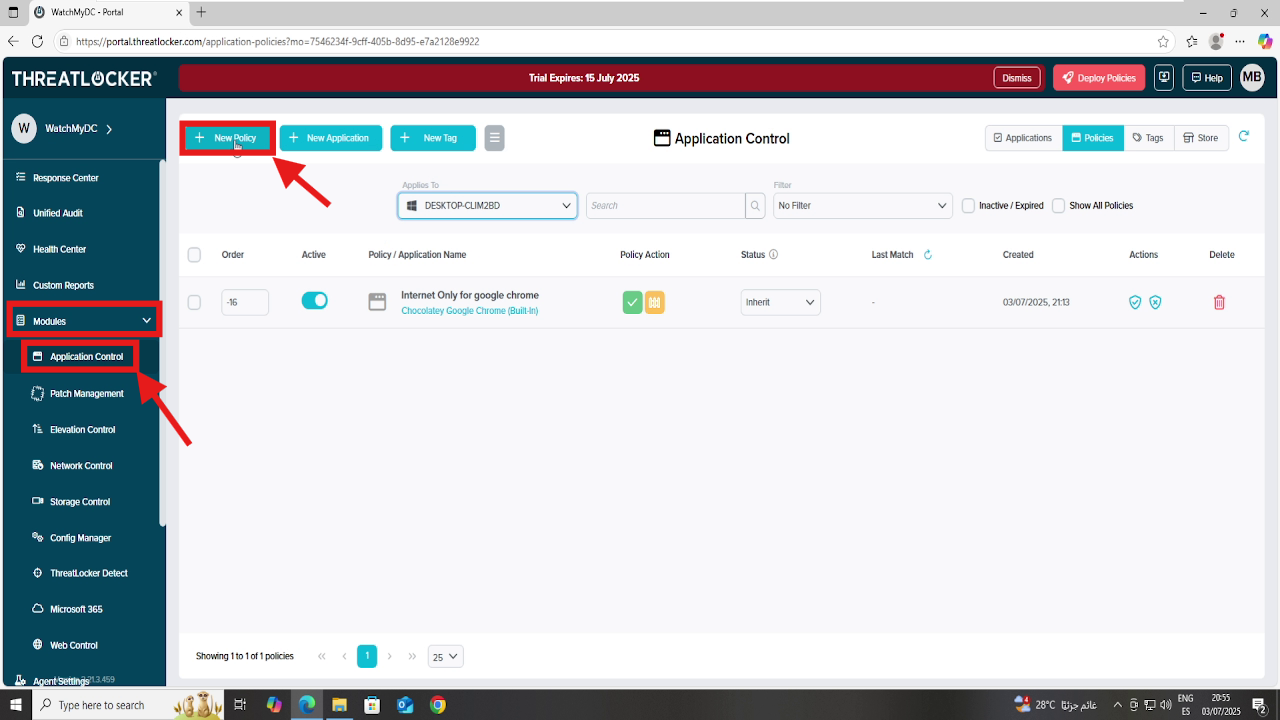 WatchMyDC - Portal
https://portal.threatlocker.com/application-policies?mo=7546234f-9cff-405b-8d95-e7a2128e9922
THREATLOCKER
Trial Expires: 15 July 2025
Dismiss
Deploy Policies
Help
MB
W
WatchMyDC
Response Center
Unified Audit
Health Center
Custom Reports
Modules
Application Control
Patch Management
Elevation Control
Network Control
Storage Control
Config Manager
ThreatLocker Detect
Microsoft 365
Web Control
Agent Settings
New Policy
New Application
New Tag
Application Control
Applications
Policies
Tags
Store
Applies To
DESKTOP-CLIM2BD
Search
Filter
No Filter
Inactive / Expired
Show All Policies
Order
Active
Policy / Application Name
Policy Action
Status
Last Match
Created
Actions
Delete
-16
Internet Only for google chrome
Chocolatey Google Chrome (Built-In)
Inherit
-
03/07/2025, 21:13
Showing 1 to 1 of 1 policies
1
25
Type here to search
28°C
غائم جزئيًا
ENG
ES
20:55
03/07/2025